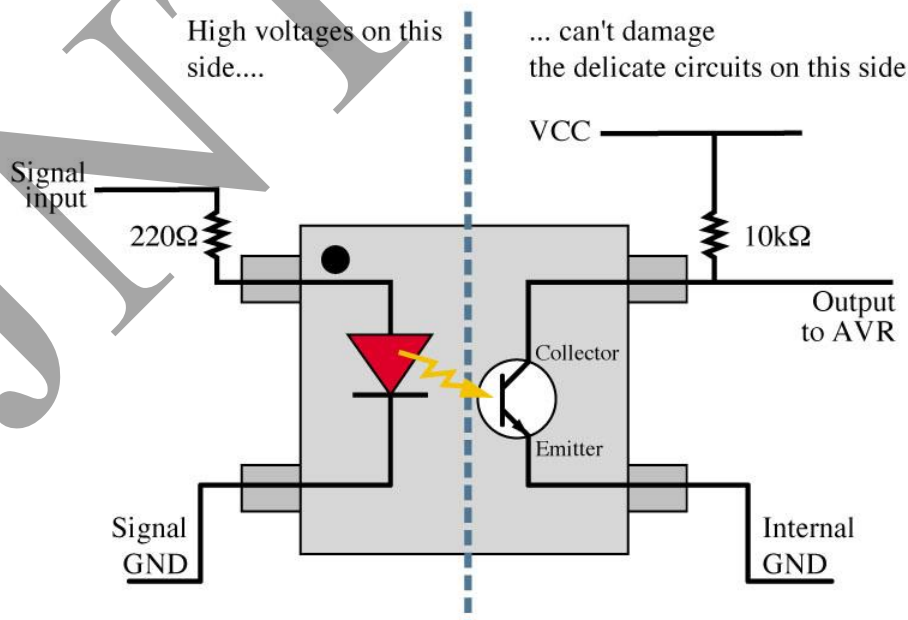 High voltages on this
side....
... can't damage
the delicate circuits on this side
VCC
Signal
input
220Ω
10kΩ
Output
to AVR
Collector
Emitter
Signal
GND
Internal
GND
JNT